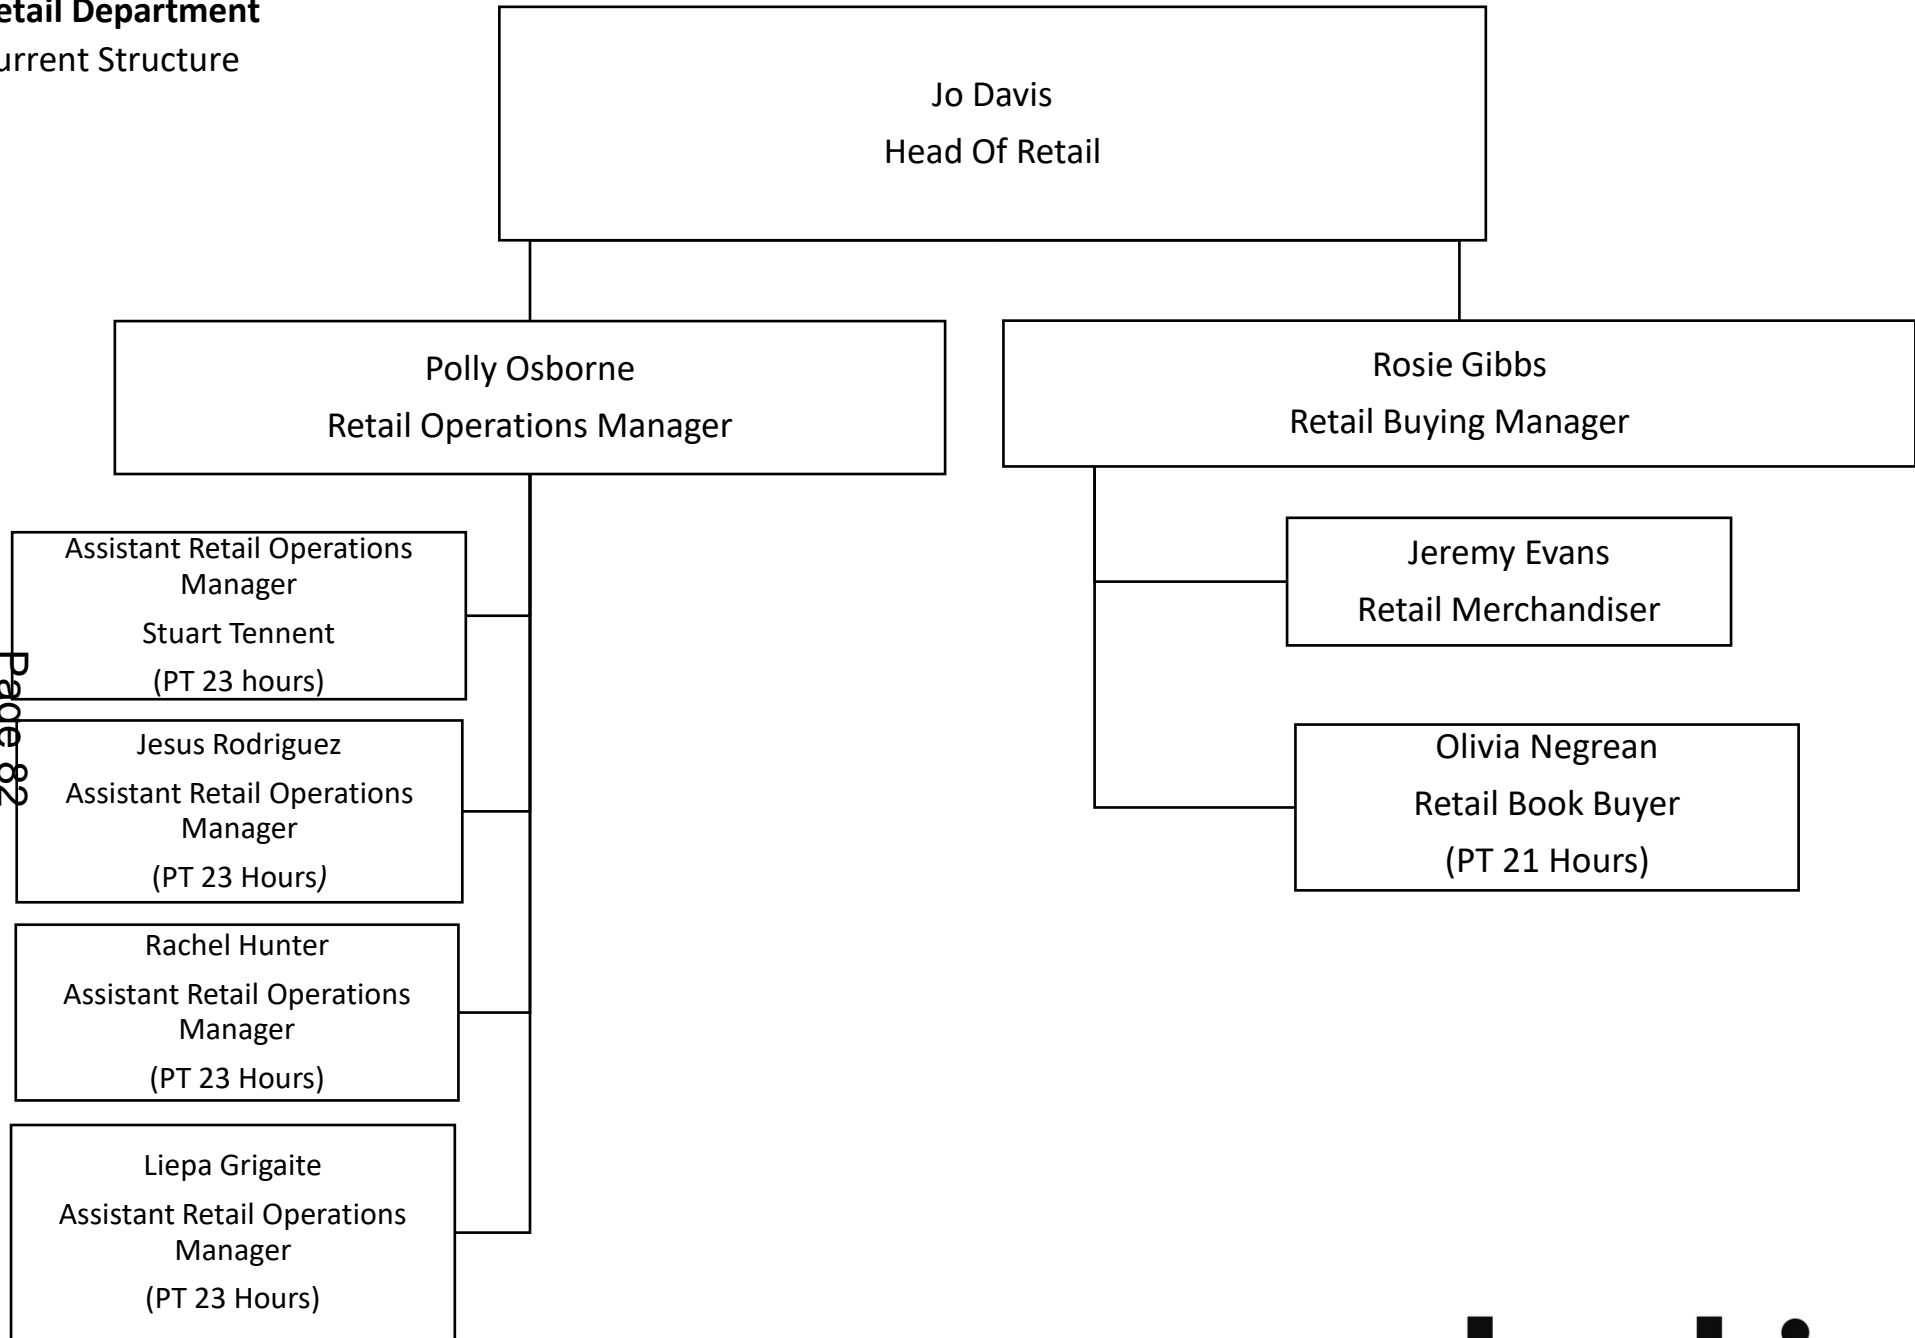 etail Department
urrent Structure
Jo Davis
Head Of Retail
Polly Osborne
Retail Operations Manager
Rosie Gibbs
Retail Buying Manager
Assistant Retail Operations
Manager
Stuart Tennent
(PT 23 hours)
Jesus Rodriguez
Assistant Retail Operations
Manager
(PT 23 Hours)
Rachel Hunter
Assistant Retail Operations
Manager
(PT 23 Hours)
Liepa Grigaite
Assistant Retail Operations
Manager
(PT 23 Hours)
Jeremy Evans
Retail Merchandiser
Olivia Negrean
Retail Book Buyer
(PT 21 Hours)
Page 82